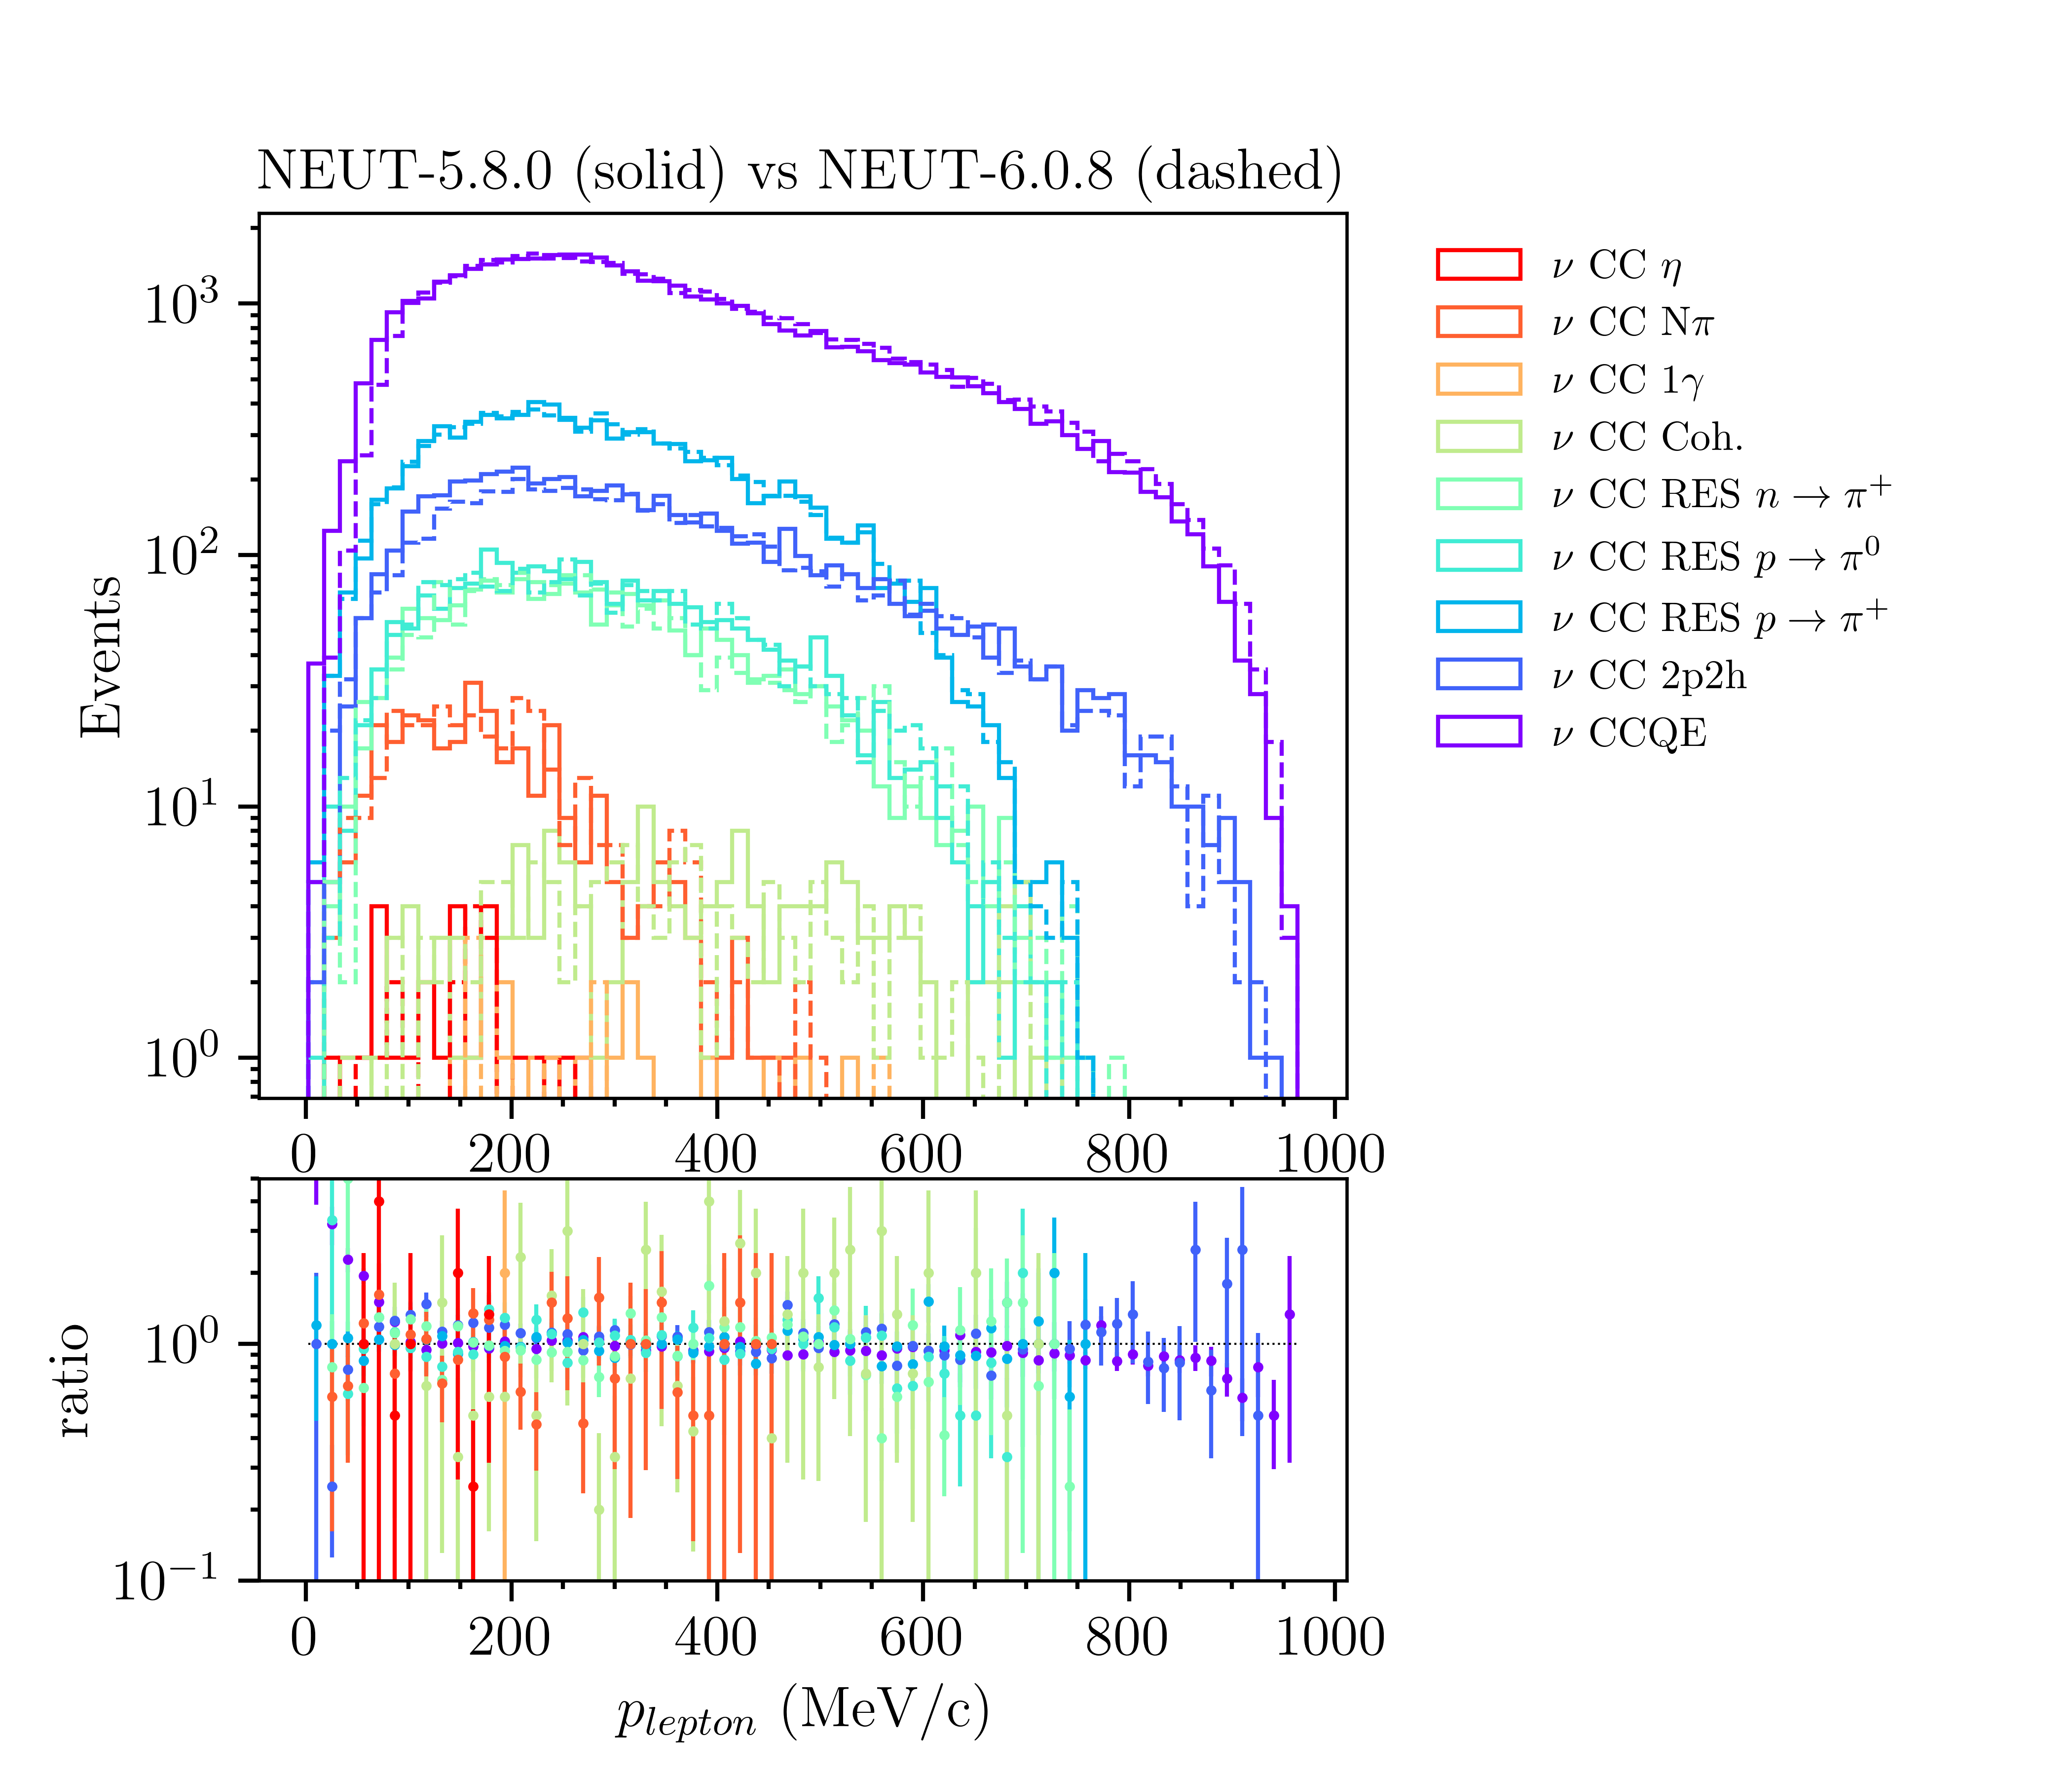 NEUT-5.8.0 (solid) vs NEUT-6.0.8 (dashed)
10³
10²
10¹
10⁰
Events
0 200 400 600 800 1000
ν CC η
ν CC Nπ
ν CC 1γ
ν CC Coh.
ν CC RES n → π⁺
ν CC RES p → π⁰
ν CC RES p → π⁺
ν CC 2p2h
ν CCQE
10⁰
10⁻¹
ratio
0 200 400 600 800 1000
p_lepton (MeV/c)